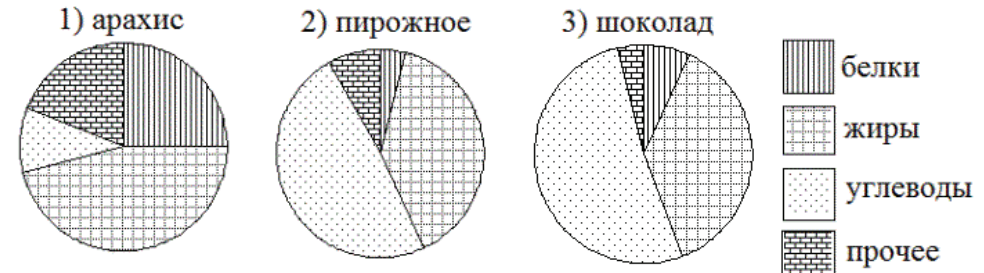 1) арахис
2) пирожное
3) шоколад
белки
жиры
углеводы
прочее